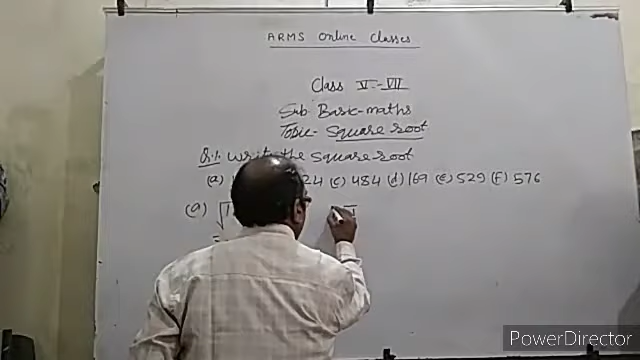 ARMS Online Classes
Class V-VII
Sub. Basic-maths
Topic- Square root
Q.1. Write the square root
(a) 24 (c) 484 (d) 169 (e) 529 (f) 576
(a) √1
PowerDirector